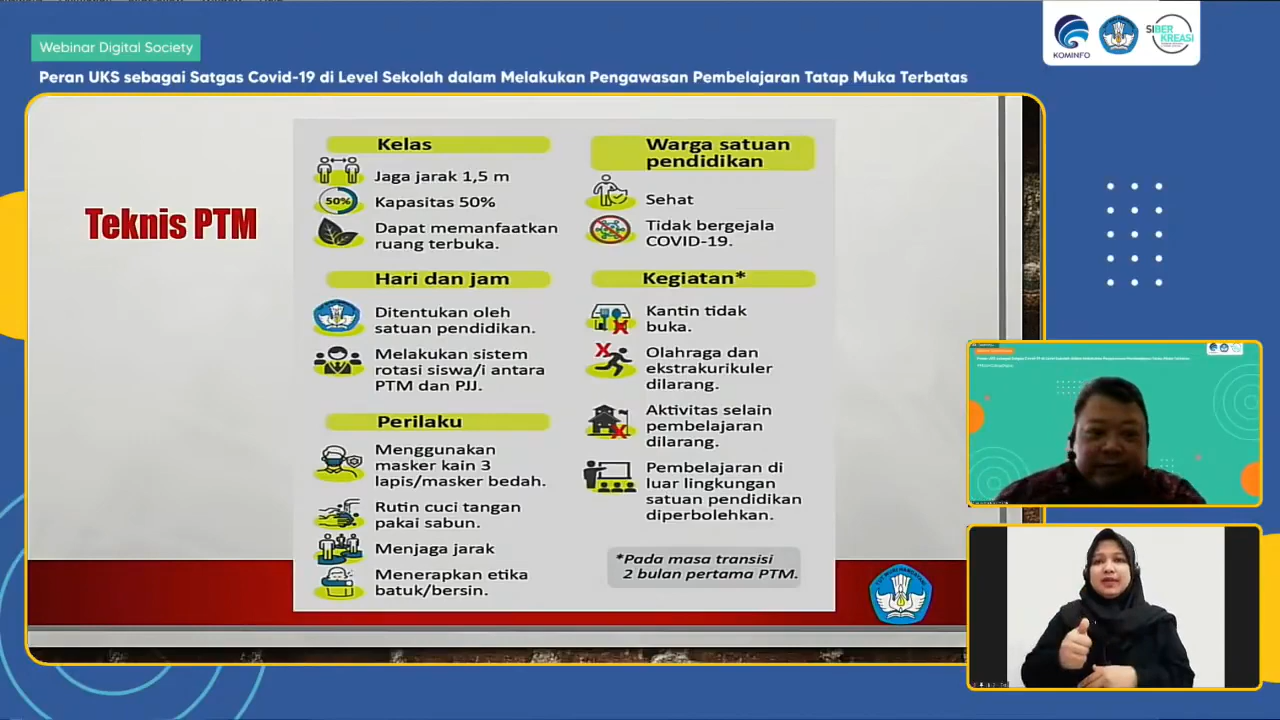 Webinar Digital Society
Peran UKS sebagai Satgas Covid-19 di Level Sekolah dalam Melakukan Pengawasan Pembelajaran Tatap Muka Terbatas
KOMINFO
SIBER
KREASI
Teknis PTM
Kelas
Jaga jarak 1,5 m
50%
Kapasitas 50%
Dapat memanfaatkan
ruang terbuka.
Hari dan jam
Ditentukan oleh
satuan pendidikan.
Melakukan sistem
rotasi siswa/i antara
PTM dan PJJ.
Perilaku
Menggunakan
masker kain 3
lapis/masker bedah.
Rutin cuci tangan
pakai sabun.
Menjaga jarak
Menerapkan etika
batuk/bersin.
Warga satuan
pendidikan
Sehat
Tidak bergejala
COVID-19.
Kegiatan*
Kantin tidak
buka.
Olahraga dan
ekstrakurikuler
dilarang.
Aktivitas selain
pembelajaran
dilarang.
Pembelajaran di
luar lingkungan
satuan pendidikan
diperbolehkan.
*Pada masa transisi
2 bulan pertama PTM.
TUT WURI HANDAYANI